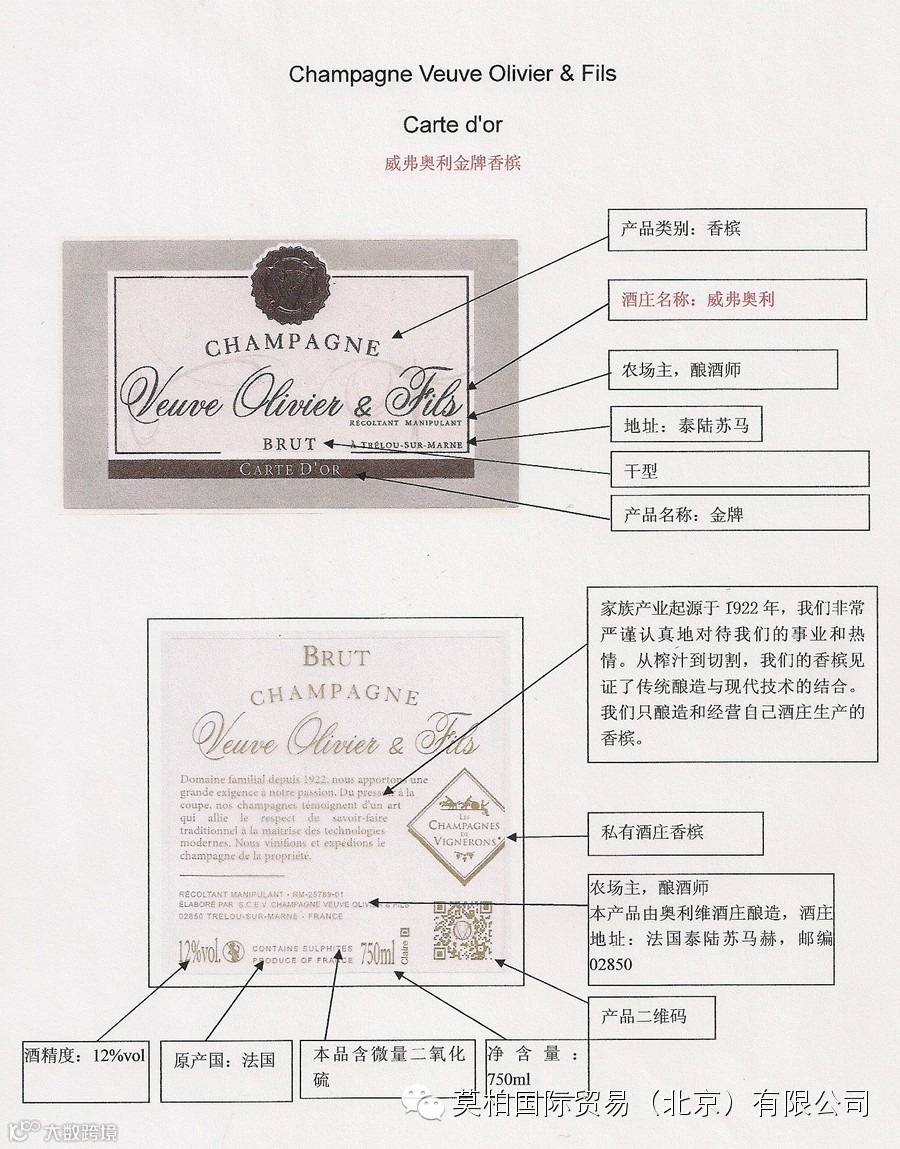 Champagne Veuve Olivier & Fils
Carte d'or
威弗奥利金牌香槟
产品类别：香槟
酒庄名称：威弗奥利
农场主，酿酒师
地址：泰陆苏马
干型
产品名称：金牌
CHAMPAGNE
Veuve Olivier & Fils
RÉCOLTANT MANIPULANT
BRUT
À TRÉLOU-SUR-MARNE
CARTE D'OR
家族产业起源于 1922 年，我们非常
严谨认真地对待我们的事业和热
情。从榨汁到切割，我们的香槟见
证了传统酿造与现代技术的结合。
我们只酿造和经营自己酒庄生产的
香槟。
BRUT
CHAMPAGNE
Veuve Olivier & Fils
Domaine familial depuis 1922, nous apportons une
grande exigence à notre passion. Du pressoir à la
coupe, nos champagnes témoignent d'un art
qui allie le respect du savoir-faire
traditionnel à la maîtrise des technologies
modernes. Nous vinifions et expédions le
champagne de la propriété.
LES
CHAMPAGNES
DE
VIGNERONS
私有酒庄香槟
RÉCOLTANT MANIPULANT - RM-25789-01
ÉLABORÉ PAR S.C.E.V. CHAMPAGNE VEUVE OLIVIER & FILS
02850 TRÉLOU-SUR-MARNE - FRANCE
农场主，酿酒师
本产品由奥利维酒庄酿造，酒庄
地址：法国泰陆苏马赫，邮编
02850
12%vol.
CONTAINS SULPHITES
PRODUCE OF FRANCE
750ml
Claire
产品二维码
酒精度：12%vol
原产国：法国
本品含微量二氧化
硫
净含量：
750ml
莫柏国际贸易（北京）有限公司
大数跨境